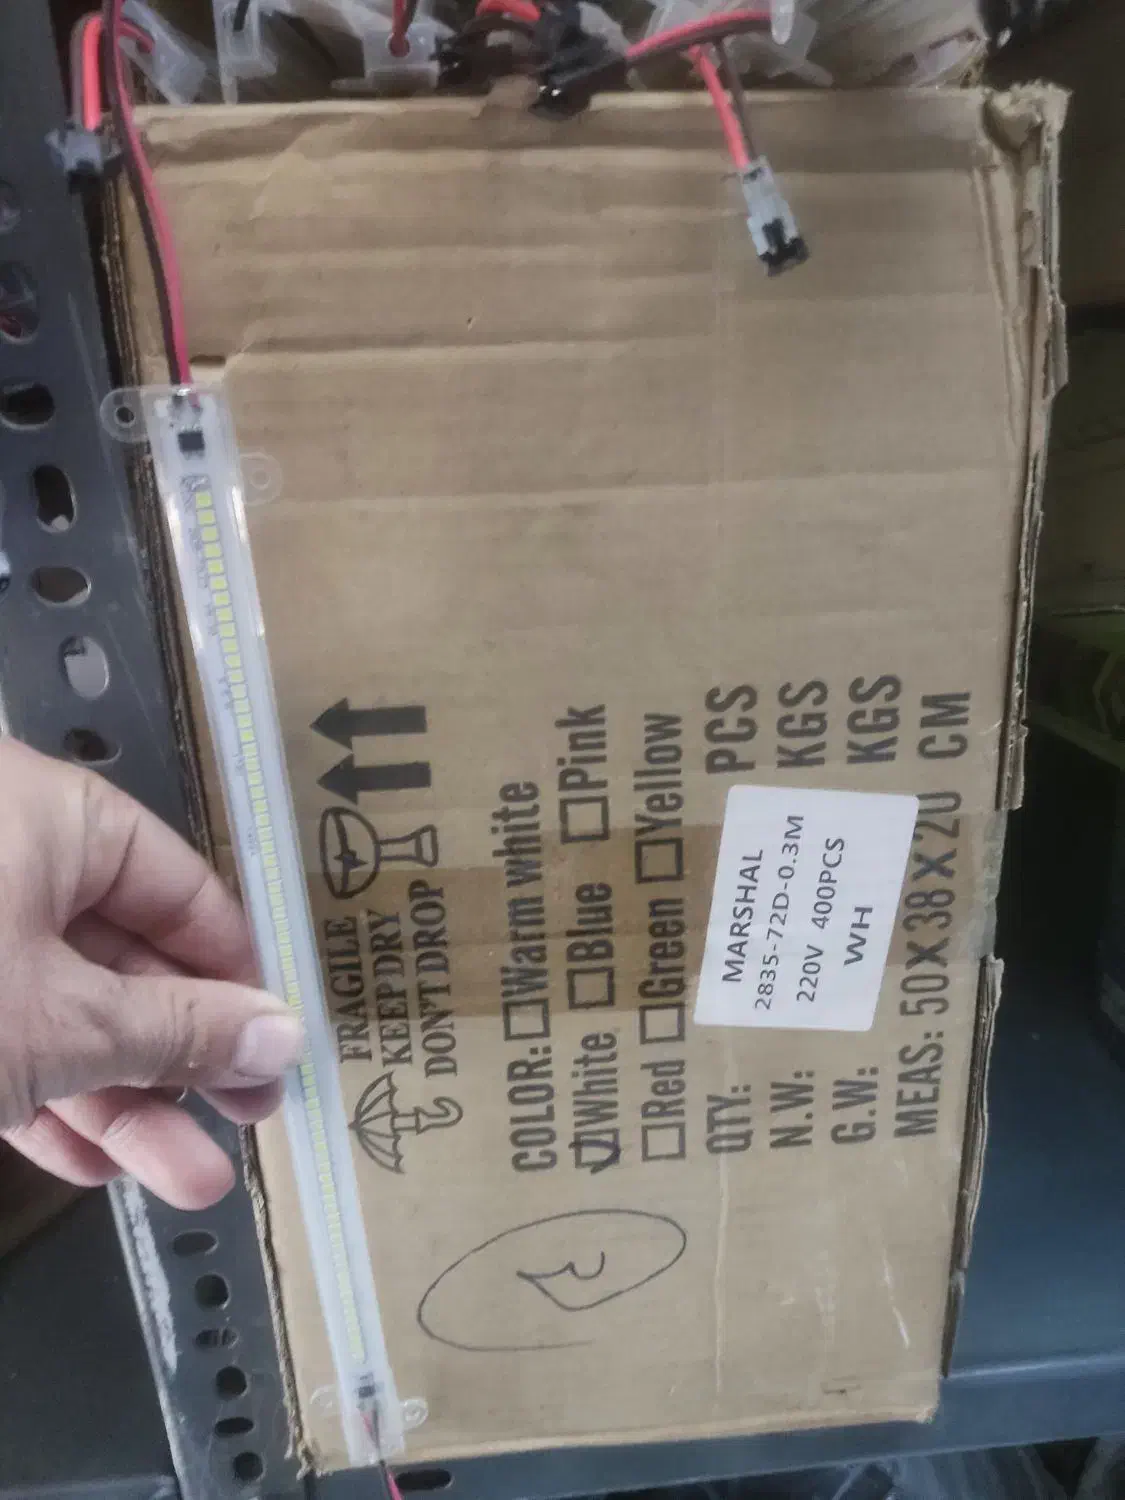 FRAGILE
KEEP DRY
DON'T DROP
COLOR: Warm white
White Blue Pink
Red Green Yellow
QTY: PCS
N.W: KGS
G.W: KGS
MEAS: 50X38X20 CM
MARSHAL
2835-72D-0.3M
220V 400PCS
WH